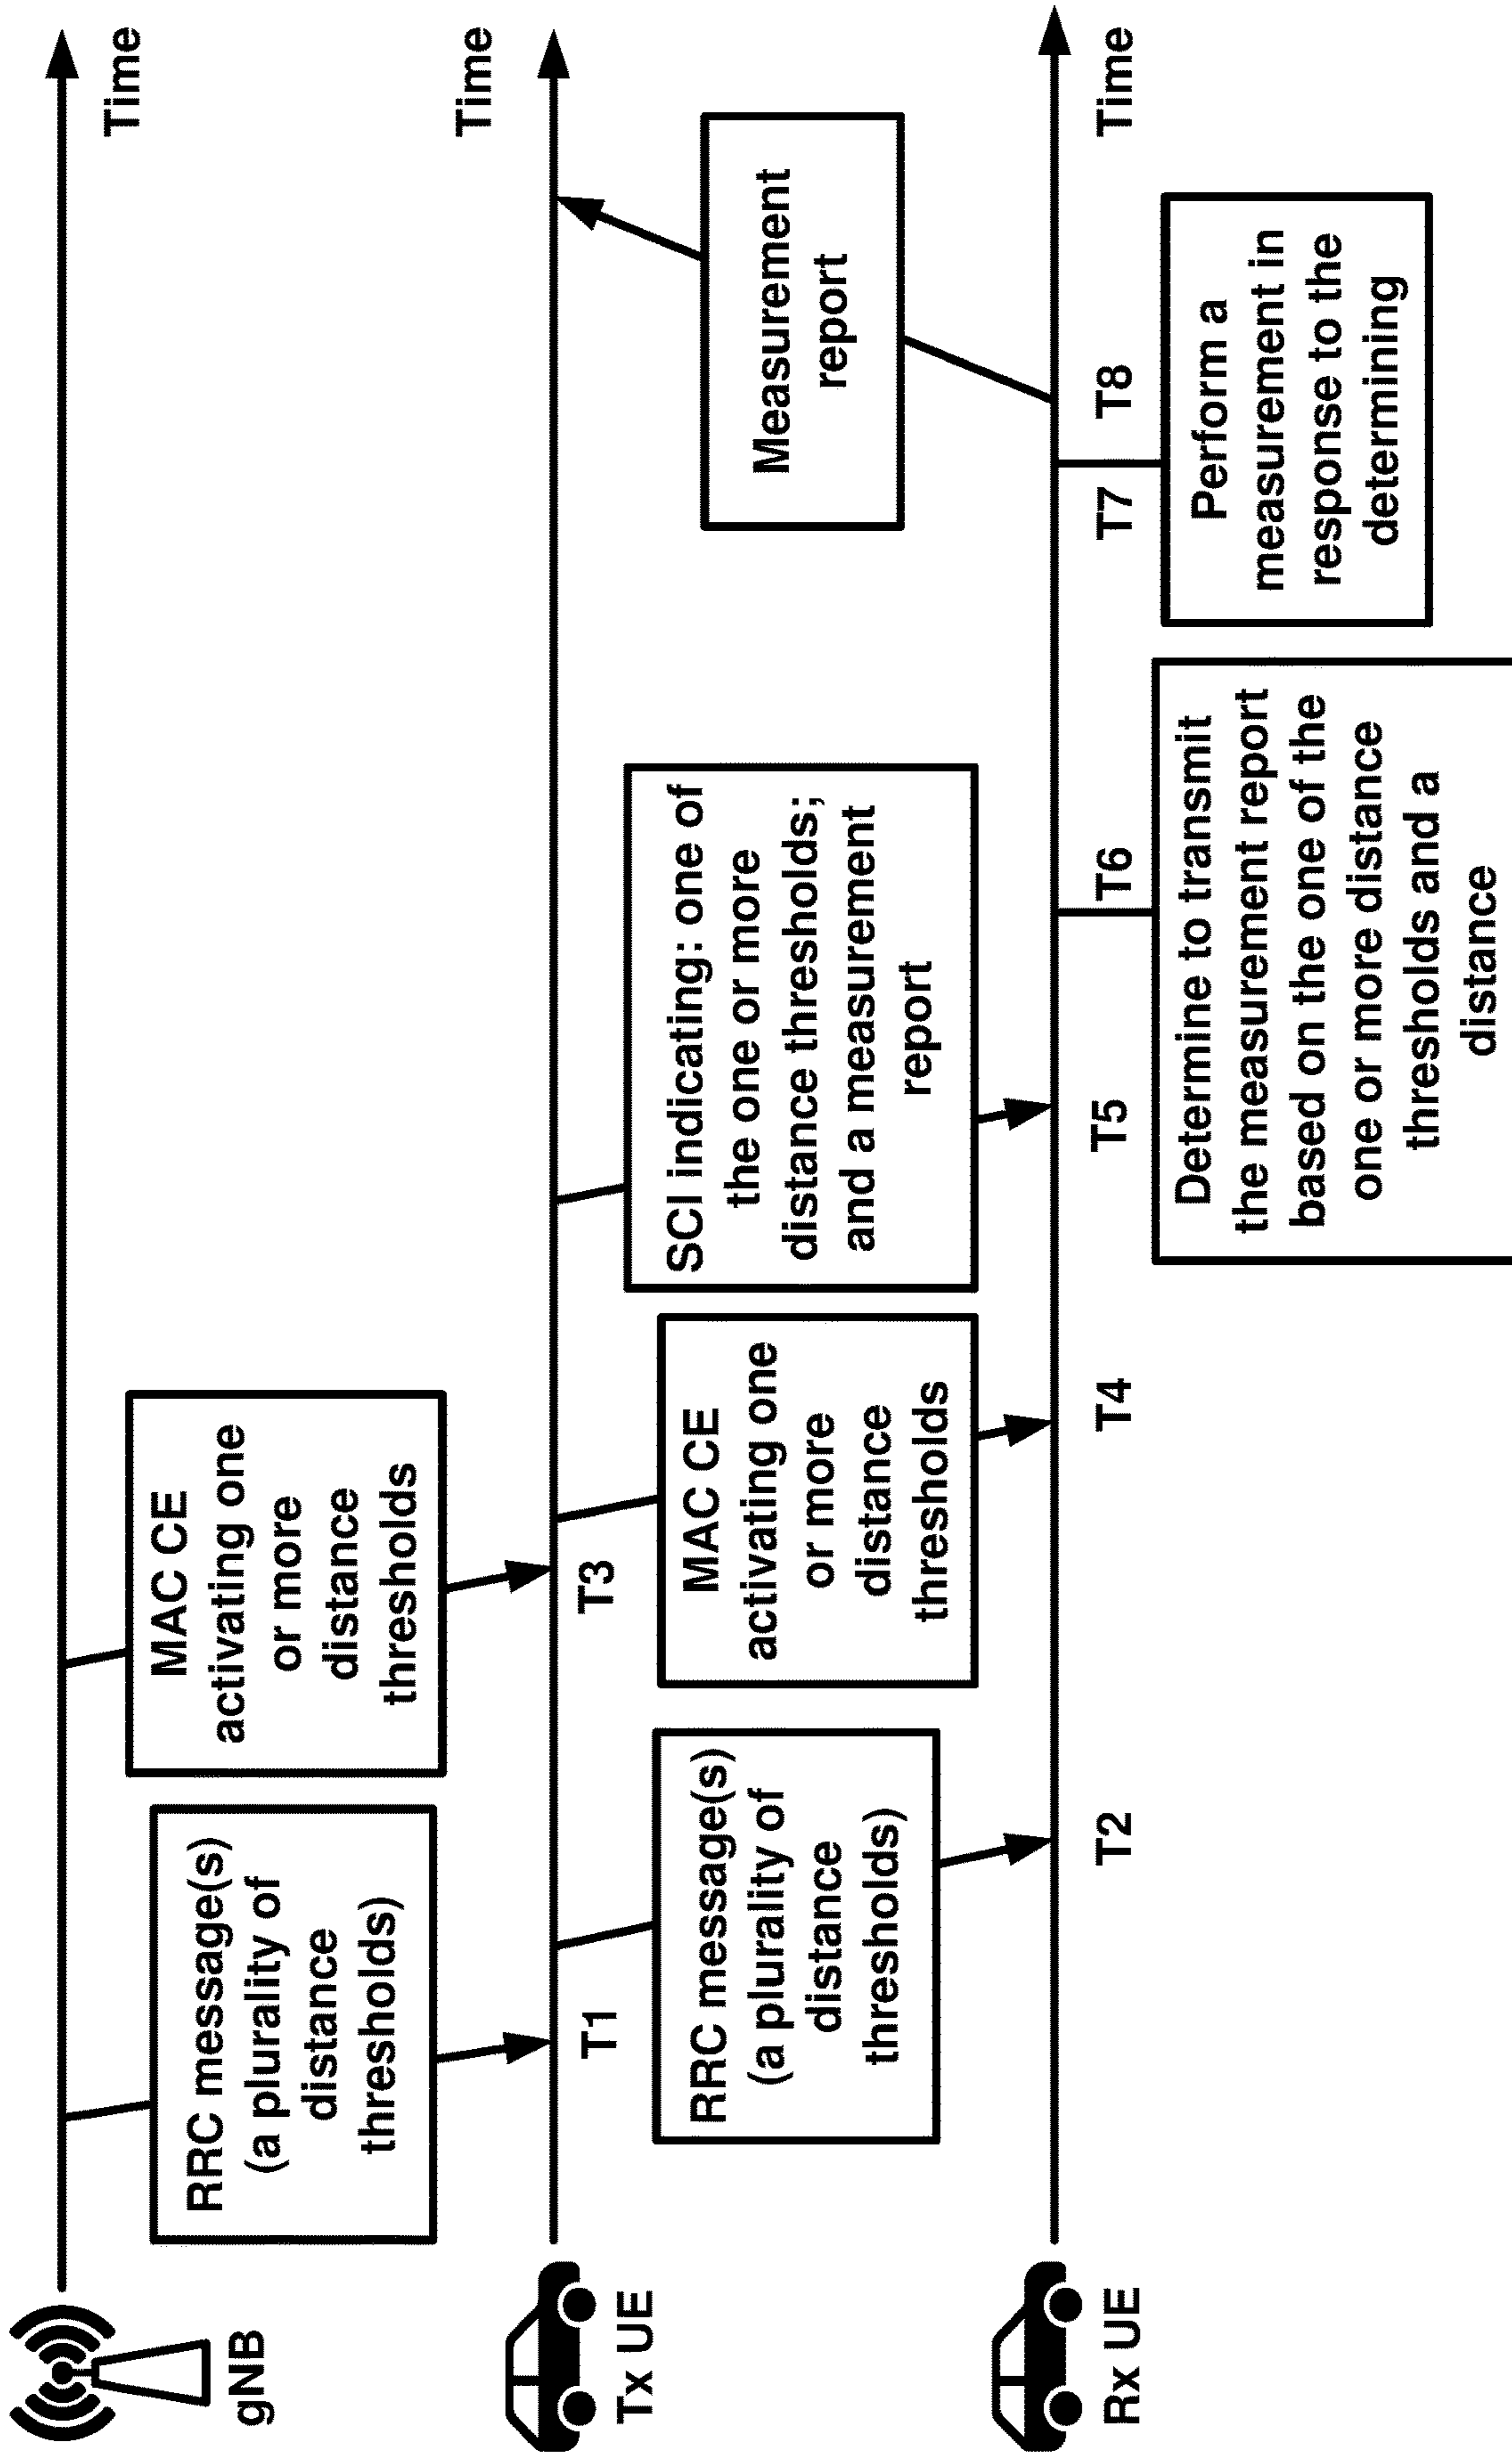 gNB
Time
RRC message(s)
(a plurality of
distance
thresholds)
MAC CE
activating one
or more
distance
thresholds
Tx UE
Time
T1
T3
RRC message(s)
(a plurality of
distance
thresholds)
MAC CE
activating one
or more
distance
thresholds
SCI indicating: one of
the one or more
distance thresholds;
and a measurement
report
Measurement
report
Rx UE
Time
T2
T4
T5
T6
T7
T8
Determine to transmit
the measurement report
based on the one of the
one or more distance
thresholds and a
distance
Perform a
measurement in
response to the
determining